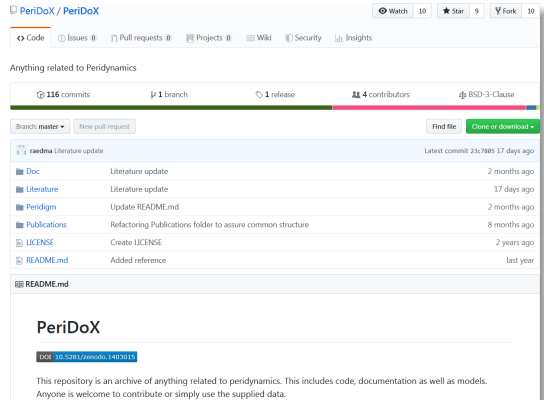 PeriDoX / PeriDoX
Watch 10 Star 9 Fork 10
Code Issues 0 Pull requests 0 Projects 0 Wiki Security Insights
Anything related to Peridynamics
116 commits 1 branch 1 release 4 contributors BSD-3-Clause
Branch: master New pull request Find file Clone or download
raedma Literature update Latest commit 23c7805 17 days ago
Doc Literature update 2 months ago
Literature Literature update 17 days ago
Peridigm Update README.md 2 months ago
Publications Refactoring Publications folder to assure common structure 8 months ago
LICENSE Create LICENSE 2 years ago
README.md Added reference last year
README.md
PeriDoX
DOI 10.5281/zenodo.1403015
This repository is an archive of anything related to peridynamics. This includes code, documentation as well as models.
Anyone is welcome to contribute or simply use the supplied data.